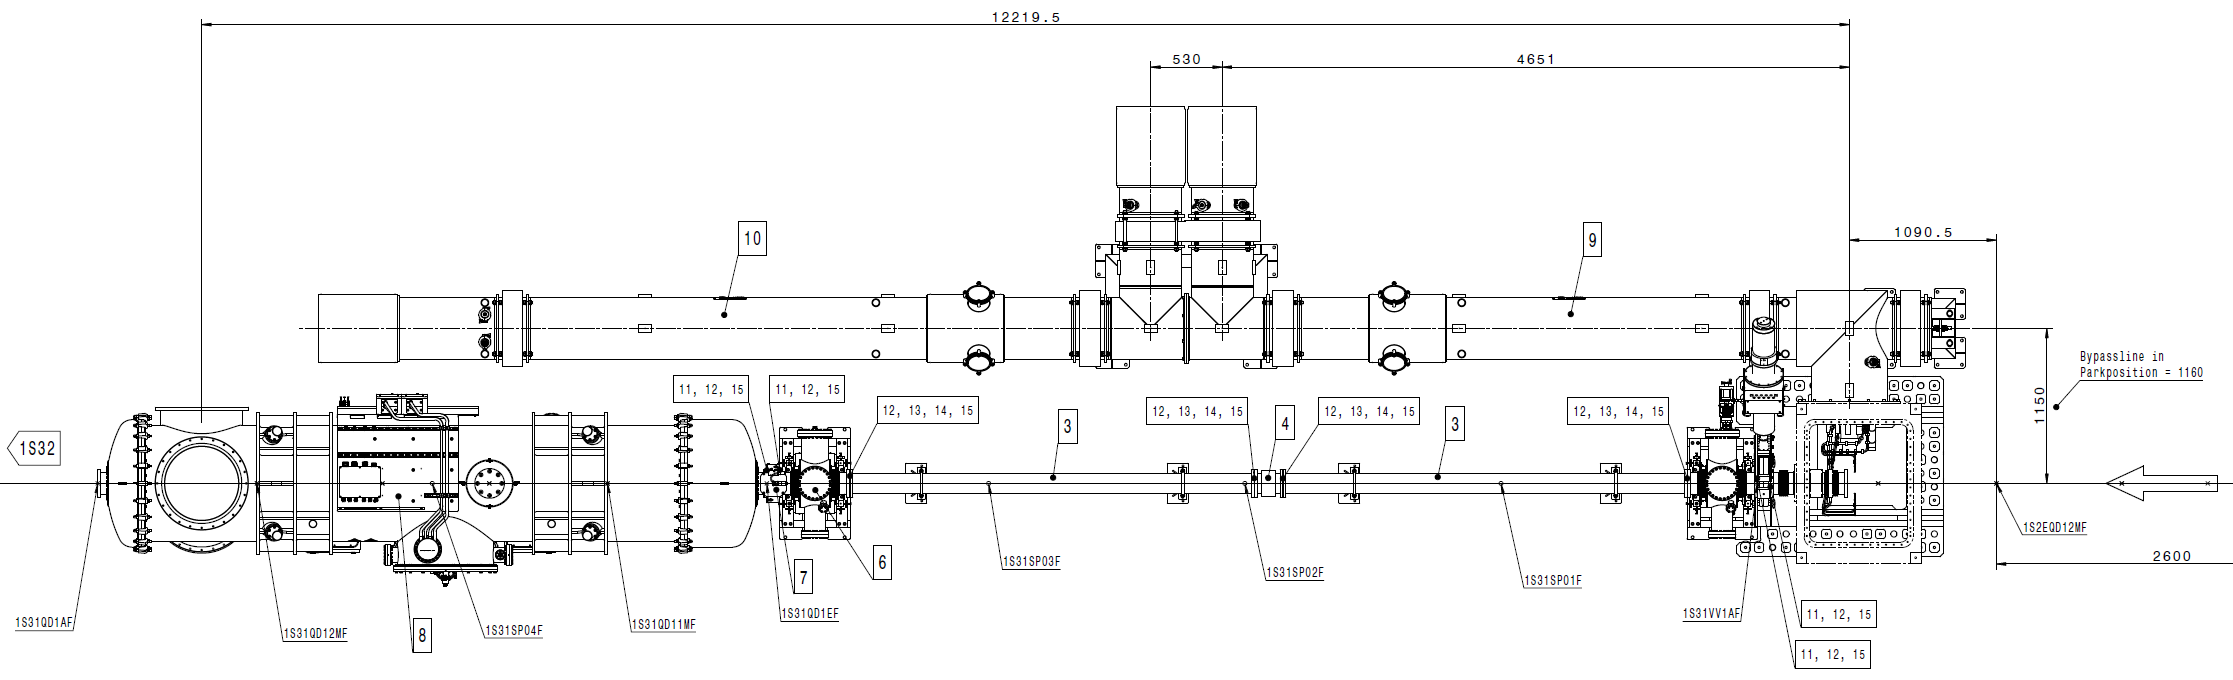 12219.5
530
4651
10
9
1090.5
Bypassline in
Parkposition = 1160
1150
11, 12, 15
11, 12, 15
12, 13, 14, 15
3
12, 13, 14, 15
4
12, 13, 14, 15
3
12, 13, 14, 15
1S32
1S2EQD12MF
2600
1S31SP03F
6
7
1S31SP02F
1S31SP01F
1S31QD1AF
1S31QD12MF
8
1S31SP04F
1S31QD11MF
1S31QD1EF
1S31VV1AF
11, 12, 15
11, 12, 15